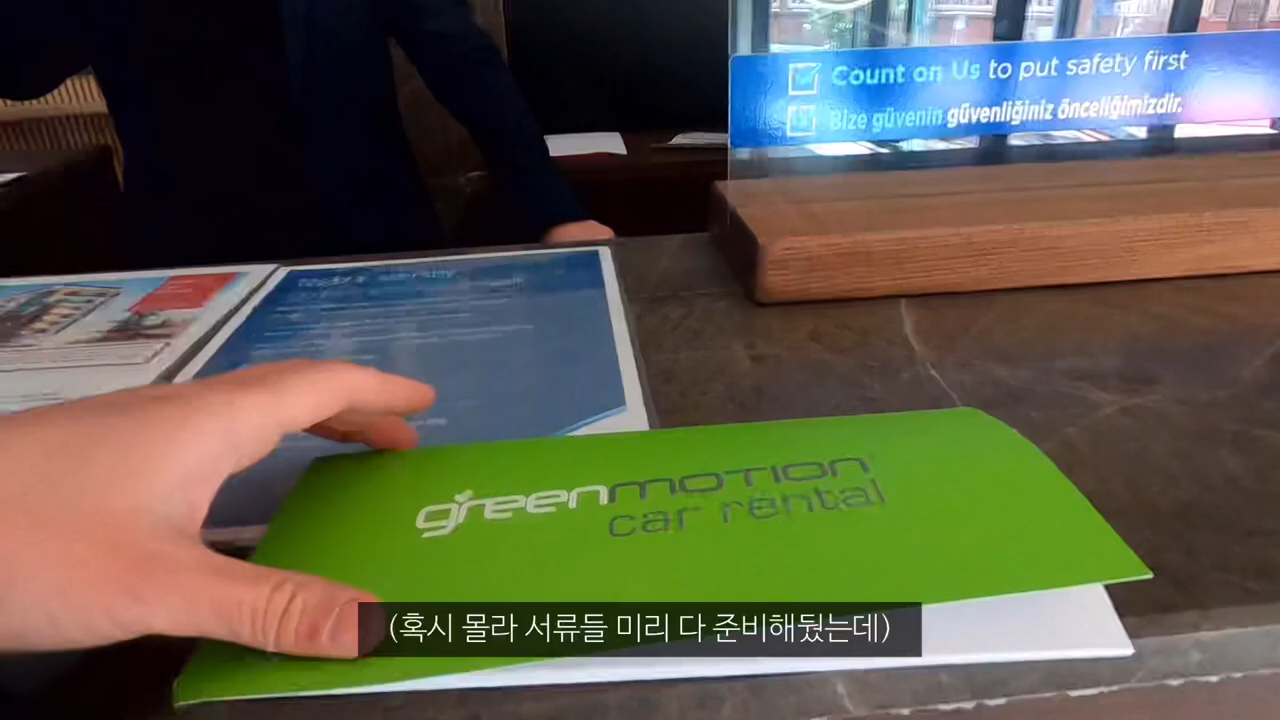 Count on Us to put safety first
Bize güvenin güvenliğiniz önceliğimizdir.
greenmotion
car rental
(혹시 몰라 서류들 미리 다 준비해뒀는데)